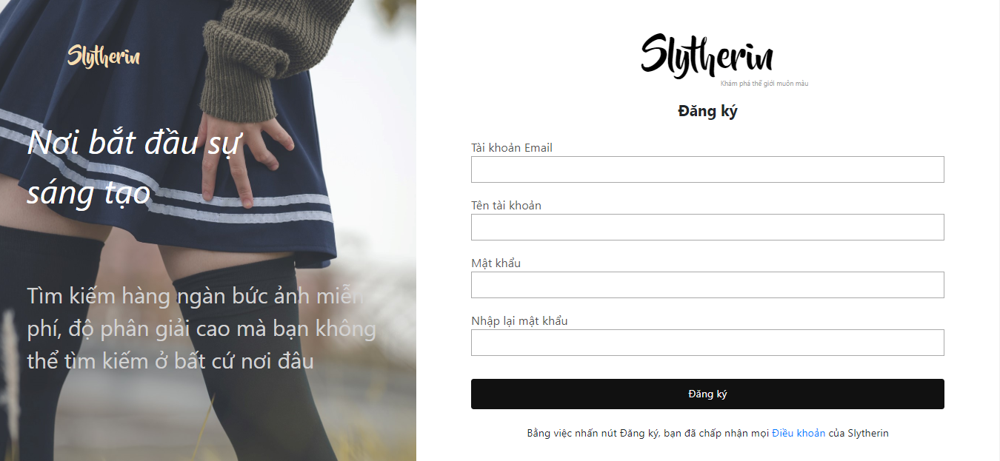 Slytherin
Nơi bắt đầu sự
sáng tạo
Tìm kiếm hàng ngàn bức ảnh miễn
phí, độ phân giải cao mà bạn không
thể tìm kiếm ở bất cứ nơi đâu
Slytherin
Khám phá thế giới muôn màu
Đăng ký
Tài khoản Email
Tên tài khoản
Mật khẩu
Nhập lại mật khẩu
Đăng ký
Bằng việc nhấn nút Đăng ký, bạn đã chấp nhận mọi Điều khoản của Slytherin